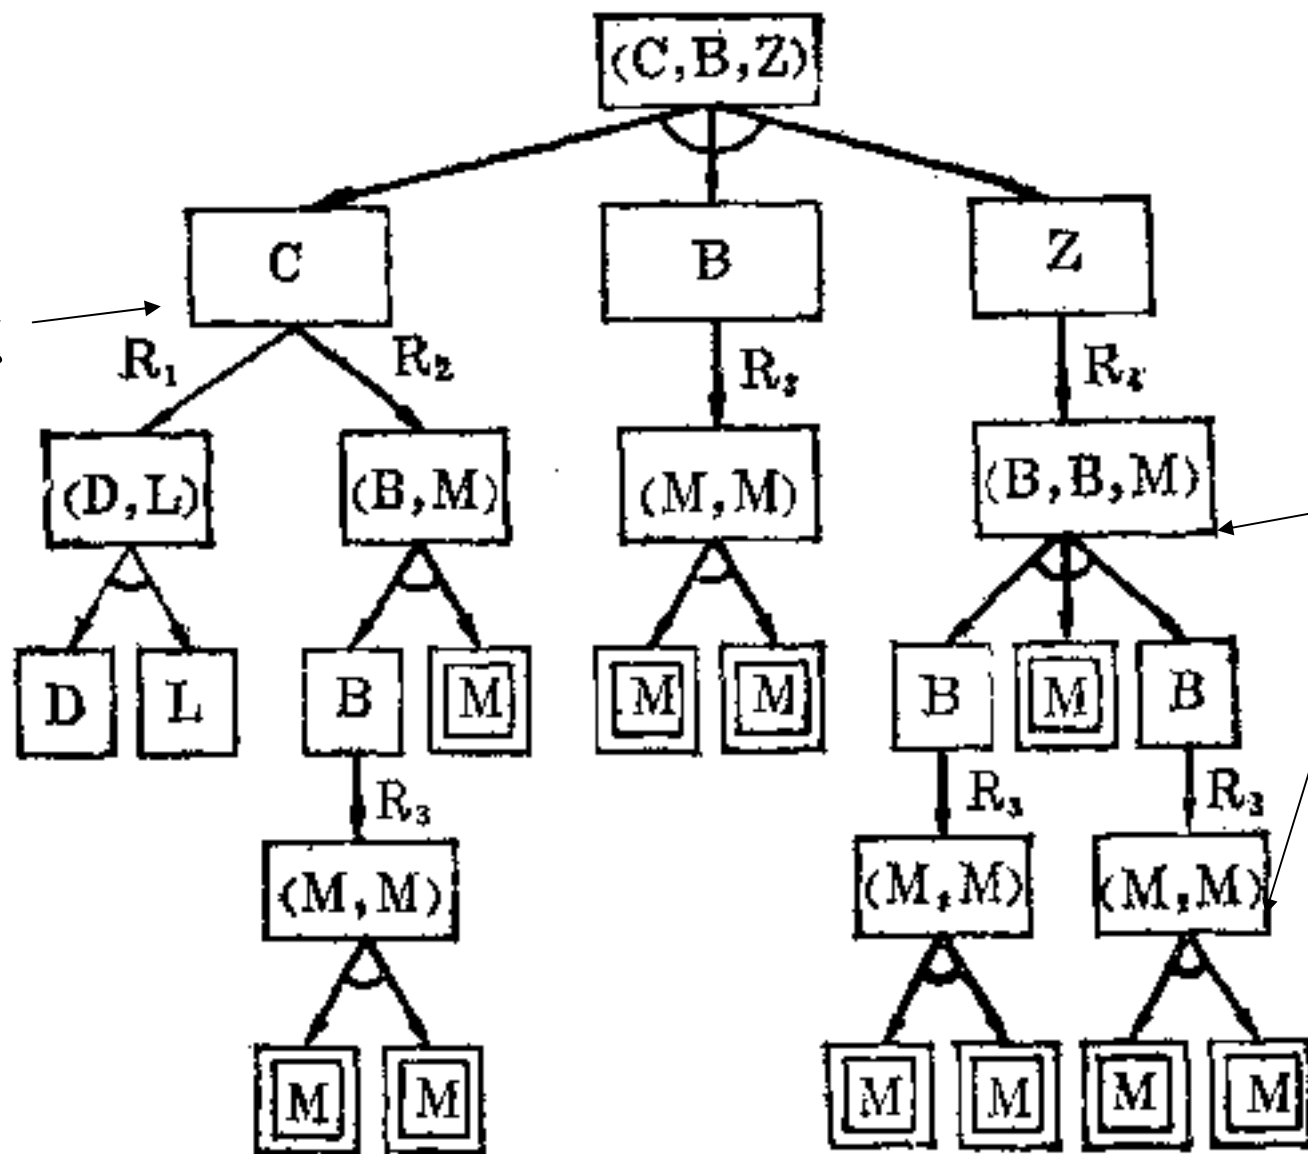 (C,B,Z)
C B Z
R₁ R₂ R₃ R₄
(D,L) (B,M) (M,M) (B,B,M)
D L B M M M B M B
R₃ R₃ R₃
(M,M) (M,M) (M,M)
M M M M M M